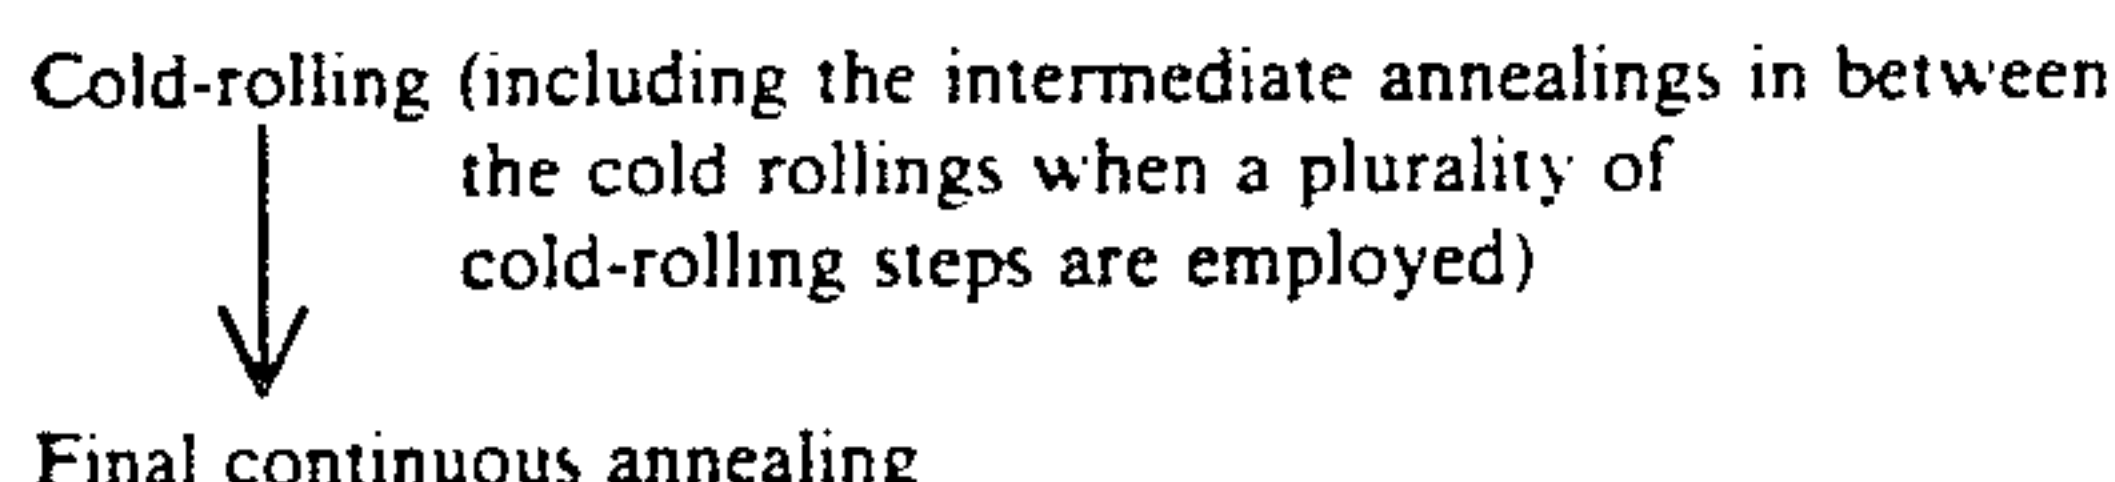 Cold-rolling (including the intermediate annealings in between
the cold rollings when a plurality of
cold-rolling steps are employed)
Final continuous annealing